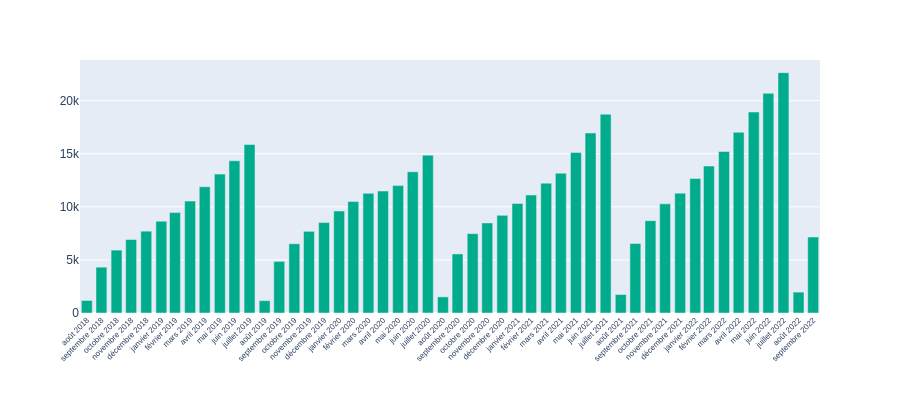 20k
15k
10k
5k
0
août 2018
septembre 2018
octobre 2018
novembre 2018
décembre 2018
janvier 2019
février 2019
mars 2019
avril 2019
mai 2019
juin 2019
juillet 2019
août 2019
septembre 2019
octobre 2019
novembre 2019
décembre 2019
janvier 2020
février 2020
mars 2020
avril 2020
mai 2020
juin 2020
juillet 2020
août 2020
septembre 2020
octobre 2020
novembre 2020
décembre 2020
janvier 2021
février 2021
mars 2021
avril 2021
mai 2021
juin 2021
juillet 2021
août 2021
septembre 2021
octobre 2021
novembre 2021
décembre 2021
janvier 2022
février 2022
mars 2022
avril 2022
mai 2022
juin 2022
juillet 2022
août 2022
septembre 2022